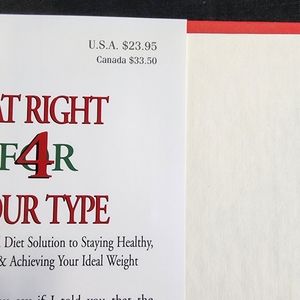 U.S.A. $23.95
Canada $33.50
AT RIGHT
F4R
OUR TYPE
Diet Solution to Staying Healthy,
& Achieving Your Ideal Weight
if I told you that the